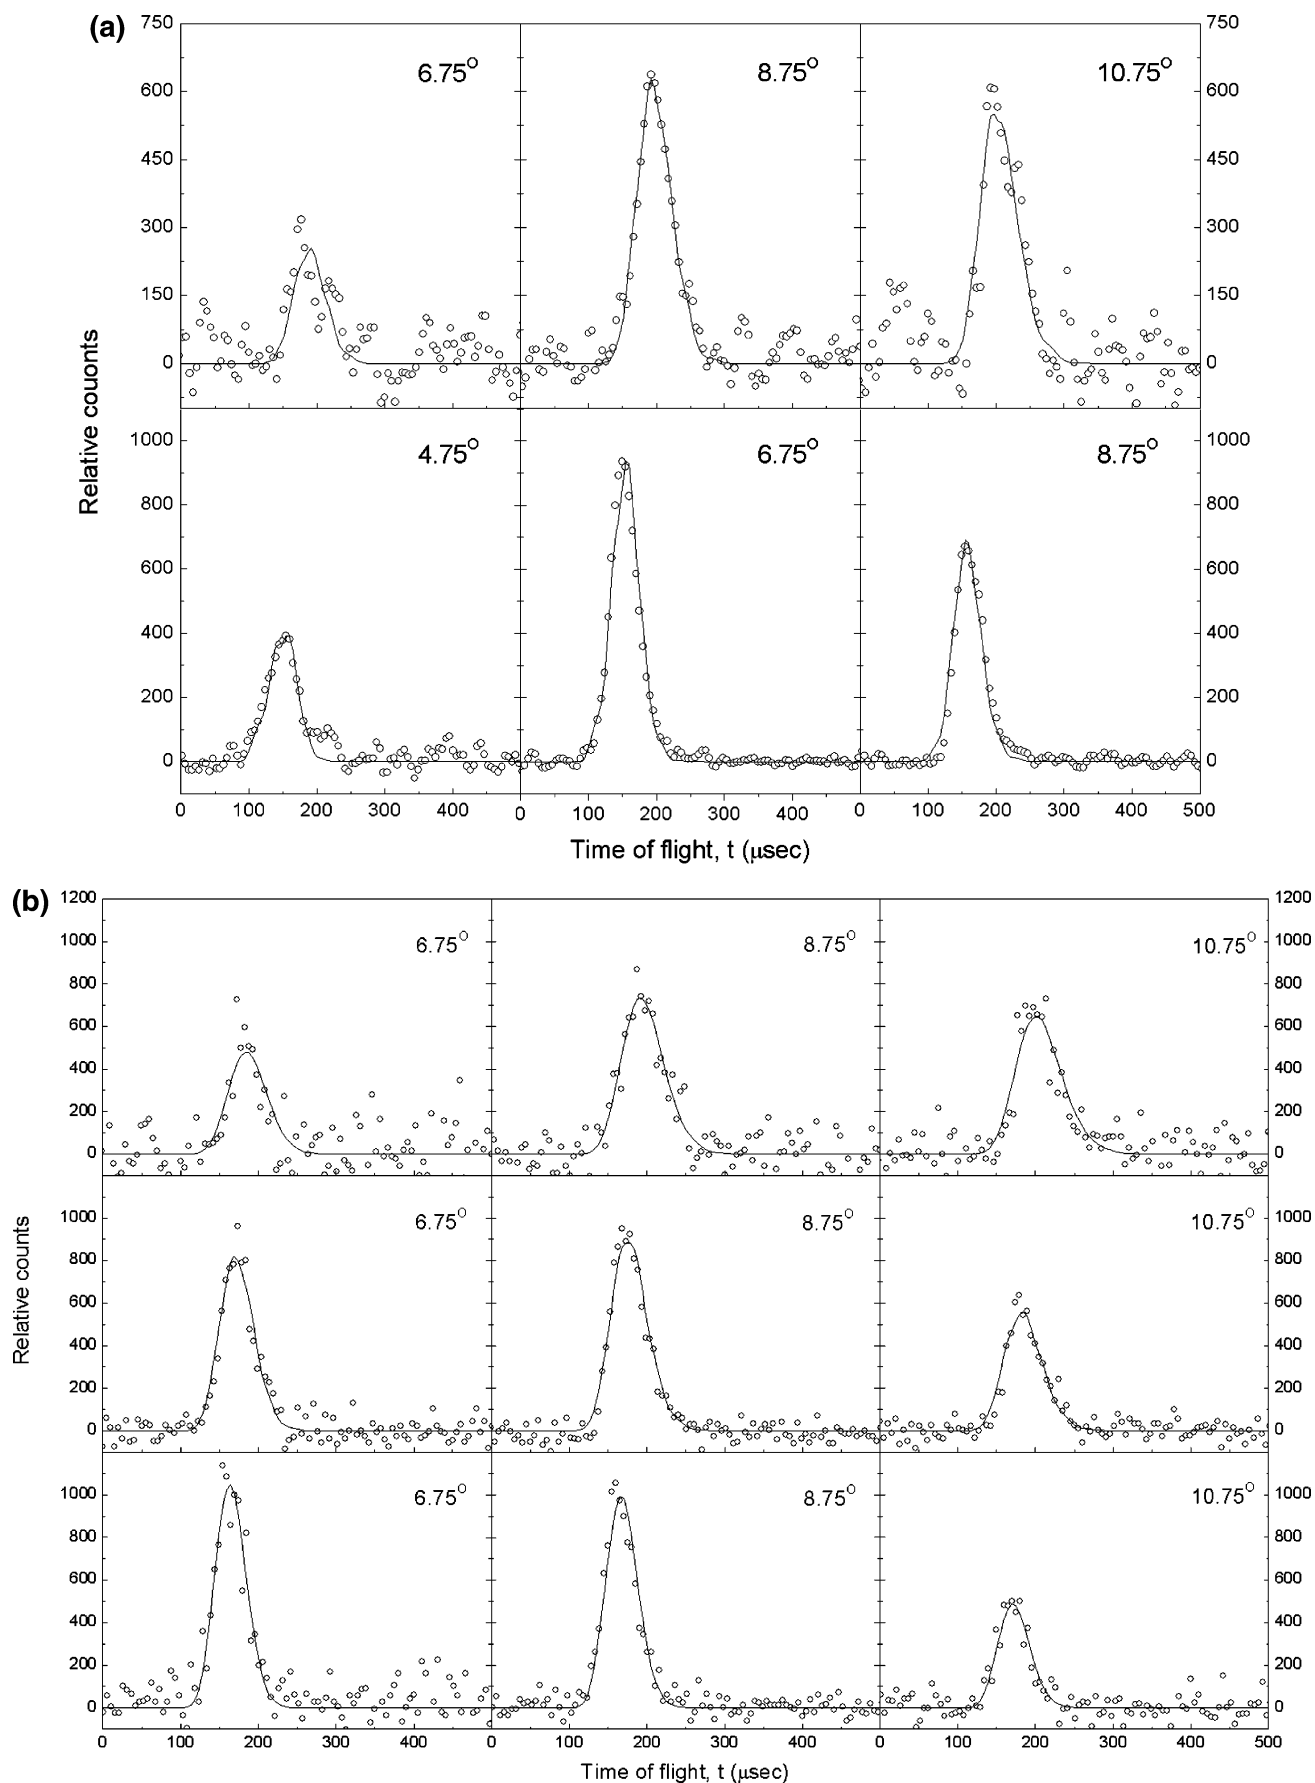 (a)
750 750
6.75° 8.75° 10.75°
600 600
450 450
300 300
150 150
0 0
Relative couonts
1000 4.75° 6.75° 8.75° 1000
800 800
600 600
400 400
200 200
0 0
0 100 200 300 400 0 100 200 300 400 0 100 200 300 400 500
Time of flight, t (μsec)
(b)
1200 1200
1000 6.75° 8.75° 10.75° 1000
800 800
600 600
400 400
200 200
0 0
1000 6.75° 8.75° 10.75° 1000
800 800
600 600
400 400
200 200
0 0
Relative counts
1000 6.75° 8.75° 10.75° 1000
800 800
600 600
400 400
200 200
0 0
0 100 200 300 400 0 100 200 300 400 0 100 200 300 400 500
Time of flight, t (μsec)